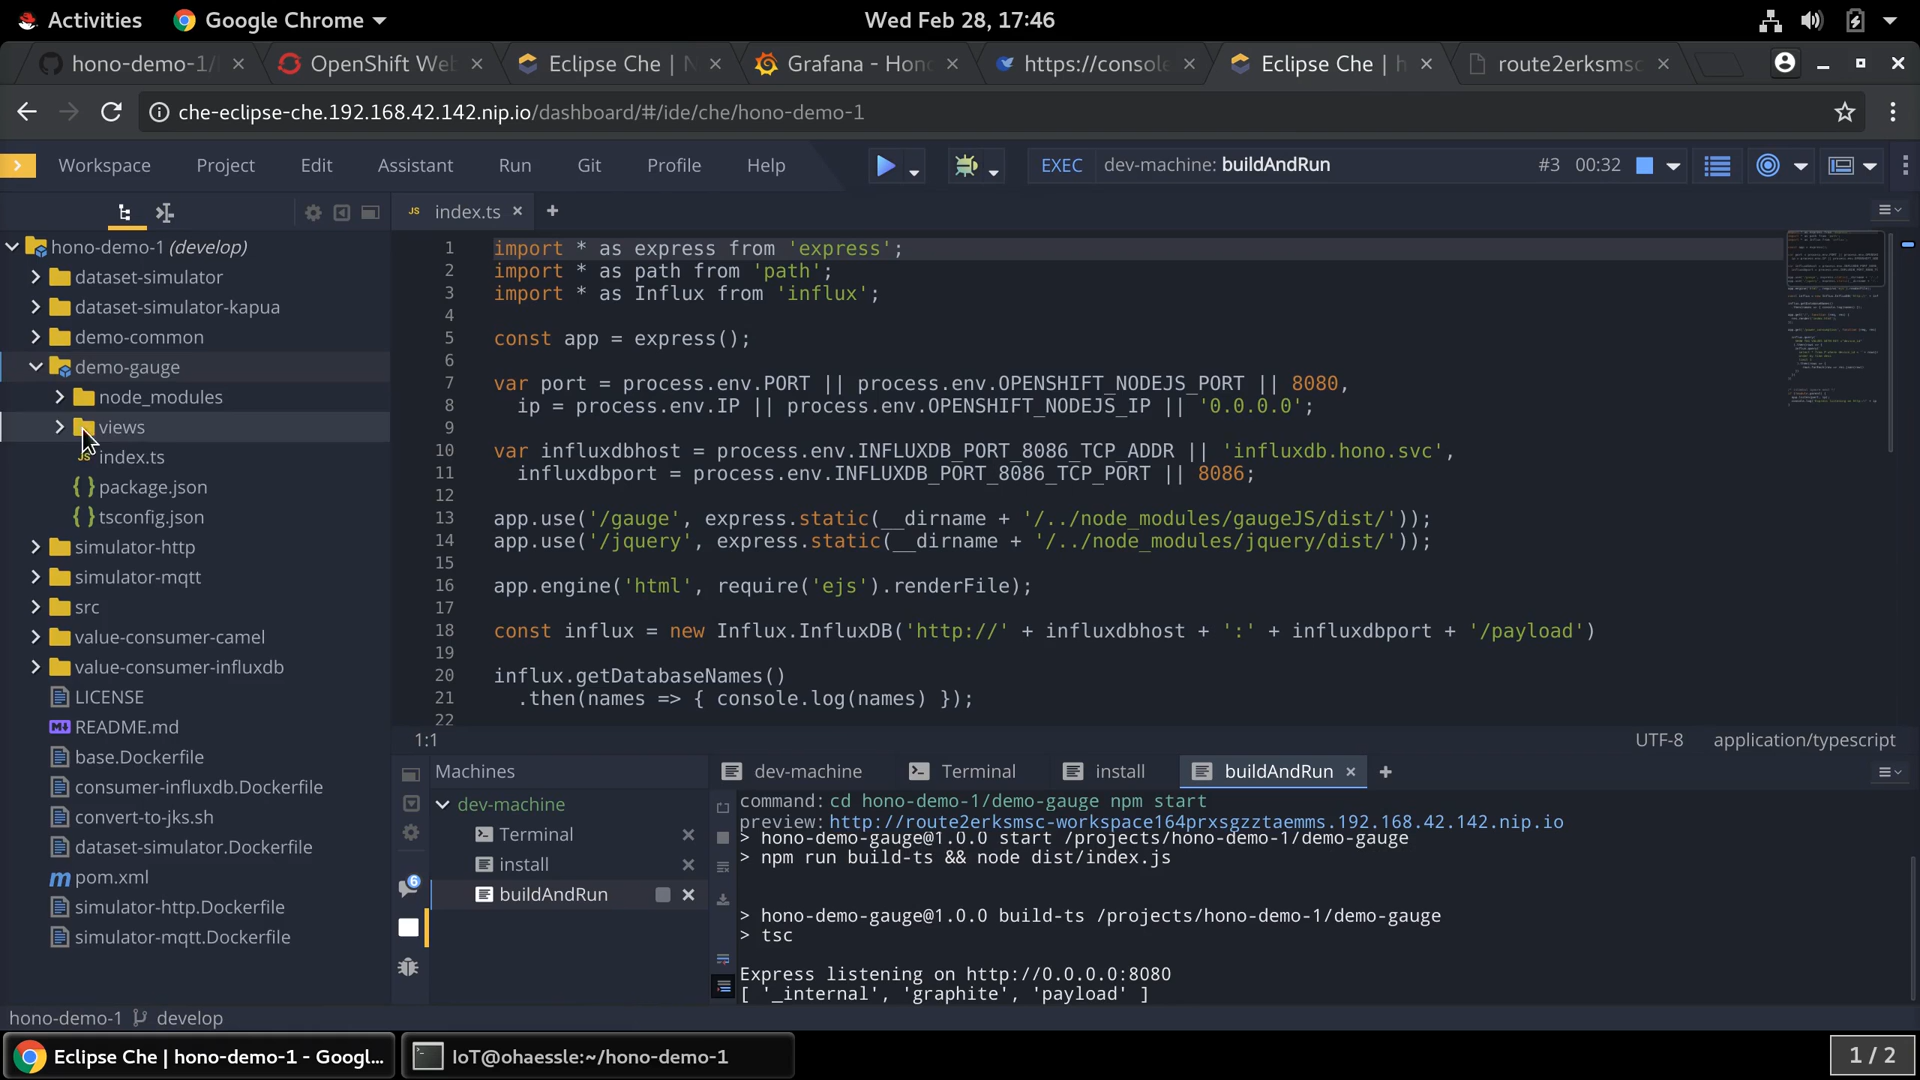 Activities Google Chrome Wed Feb 28, 17:46
hono-demo-1/ OpenShift Web Eclipse Che | Grafana - Hono https://console Eclipse Che | h route2erksmsc
che-eclipse-che.192.168.42.142.nip.io/dashboard/#/ide/che/hono-demo-1
Workspace Project Edit Assistant Run Git Profile Help EXEC dev-machine: buildAndRun #3 00:32
JS index.ts
hono-demo-1 (develop)
dataset-simulator
dataset-simulator-kapua
demo-common
demo-gauge
node_modules
views
index.ts
{} package.json
{} tsconfig.json
simulator-http
simulator-mqtt
src
value-consumer-camel
value-consumer-influxdb
LICENSE
README.md
base.Dockerfile
consumer-influxdb.Dockerfile
convert-to-jks.sh
dataset-simulator.Dockerfile
m pom.xml
simulator-http.Dockerfile
simulator-mqtt.Dockerfile
1 import * as express from 'express';
2 import * as path from 'path';
3 import * as Influx from 'influx';
4
5 const app = express();
6
7 var port = process.env.PORT || process.env.OPENSHIFT_NODEJS_PORT || 8080,
8 ip = process.env.IP || process.env.OPENSHIFT_NODEJS_IP || '0.0.0.0';
9
10 var influxdbhost = process.env.INFLUXDB_PORT_8086_TCP_ADDR || 'influxdb.hono.svc',
11 influxdbport = process.env.INFLUXDB_PORT_8086_TCP_PORT || 8086;
12
13 app.use('/gauge', express.static(__dirname + '/../node_modules/gaugeJS/dist/'));
14 app.use('/jquery', express.static(__dirname + '/../node_modules/jquery/dist/'));
15
16 app.engine('html', require('ejs').renderFile);
17
18 const influx = new Influx.InfluxDB('http://' + influxdbhost + ':' + influxdbport + '/payload')
19
20 influx.getDatabaseNames()
21 .then(names => { console.log(names) });
22
1:1 UTF-8 application/typescript
Machines
dev-machine
Terminal
install
buildAndRun
6
dev-machine Terminal install buildAndRun
command: cd hono-demo-1/demo-gauge npm start
preview: http://route2erksmsc-workspace164prxsgzztaemms.192.168.42.142.nip.io
> hono-demo-gauge@1.0.0 start /projects/hono-demo-1/demo-gauge
> npm run build-ts && node dist/index.js
> hono-demo-gauge@1.0.0 build-ts /projects/hono-demo-1/demo-gauge
> tsc
Express listening on http://0.0.0.0:8080
[ '_internal', 'graphite', 'payload' ]
hono-demo-1 develop
Eclipse Che | hono-demo-1 - Googl... IoT@ohaessle:~/hono-demo-1 1 / 2